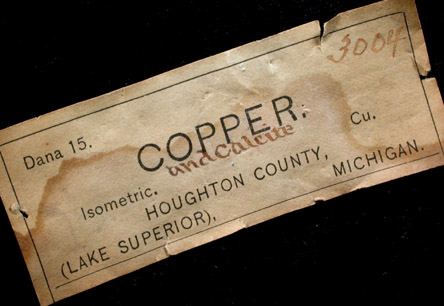 3004
Dana 15.
COPPER. Cu.
and Calcite
Isometric.
HOUGHTON COUNTY, MICHIGAN.
(LAKE SUPERIOR),